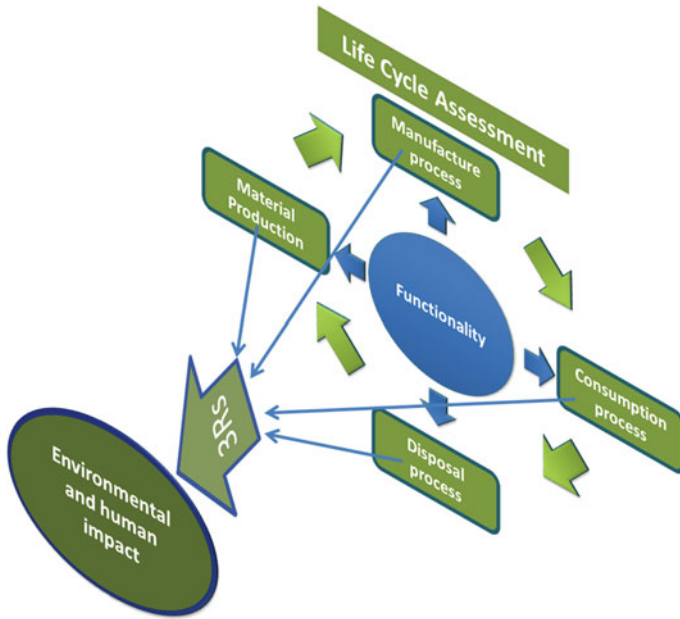 Life Cycle Assessment
Manufacture
process
Material
Production
Functionality
Consumption
process
Disposal
process
3RS
Environmental
and human
impact